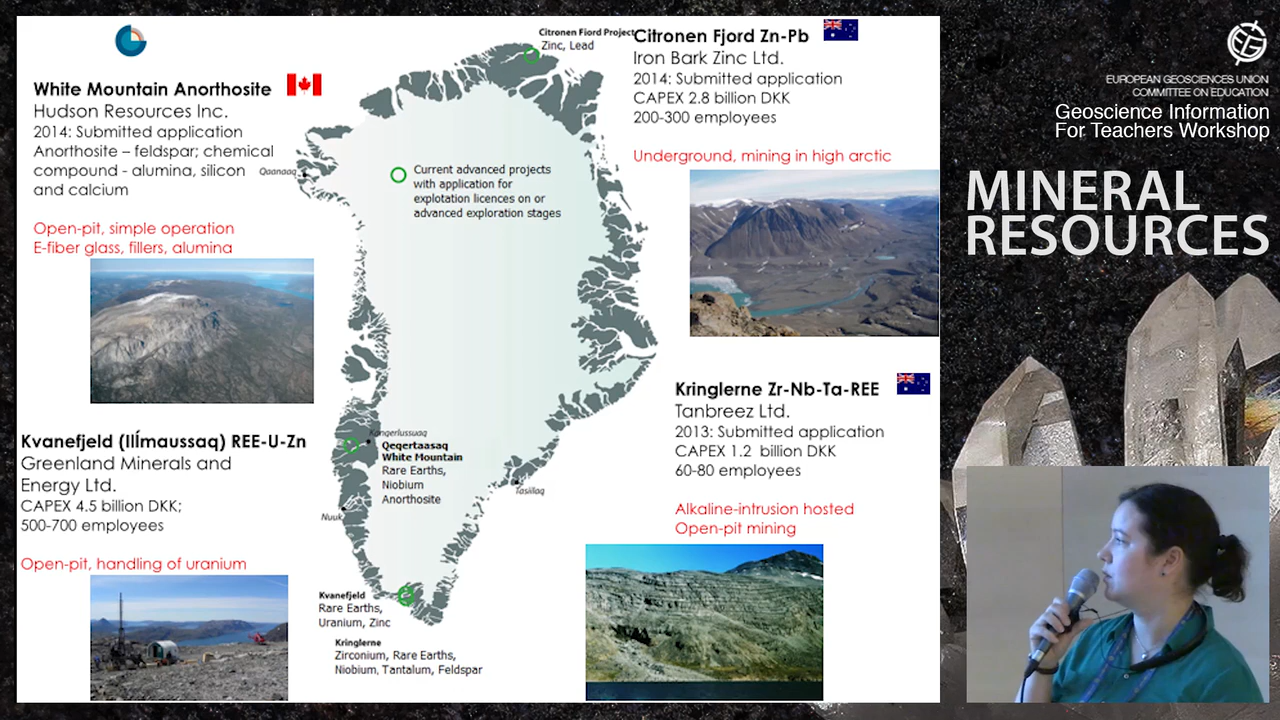 White Mountain Anorthosite
Hudson Resources Inc.
2014: Submitted application
Anorthosite – feldspar; chemical
compound - alumina, silicon
and calcium
Open-pit, simple operation
E-fiber glass, fillers, alumina
Kvanefjeld (IlÍmaussaq) REE-U-Zn
Greenland Minerals and
Energy Ltd.
CAPEX 4.5 billion DKK;
500-700 employees
Open-pit, handling of uranium
Citronen Fiord Project
Zinc, Lead
Qaanaaq
Current advanced projects
with application for
explotation licences on or
advanced exploration stages
Kangerlussuaq
Qeqertaasaq
White Mountain
Rare Earths,
Niobium
Anorthosite
Tasiilaq
Nuuk
Kvanefjeld
Rare Earths,
Uranium, Zinc
Kringlerne
Zirconium, Rare Earths,
Niobium, Tantalum, Feldspar
Citronen Fjord Zn-Pb
Iron Bark Zinc Ltd.
2014: Submitted application
CAPEX 2.8 billion DKK
200-300 employees
Underground, mining in high arctic
Kringlerne Zr-Nb-Ta-REE
Tanbreez Ltd.
2013: Submitted application
CAPEX 1.2 billion DKK
60-80 employees
Alkaline-intrusion hosted
Open-pit mining
EUROPEAN GEOSCIENCES UNION
COMMITTEE ON EDUCATION
Geoscience Information
For Teachers Workshop
MINERAL
RESOURCES